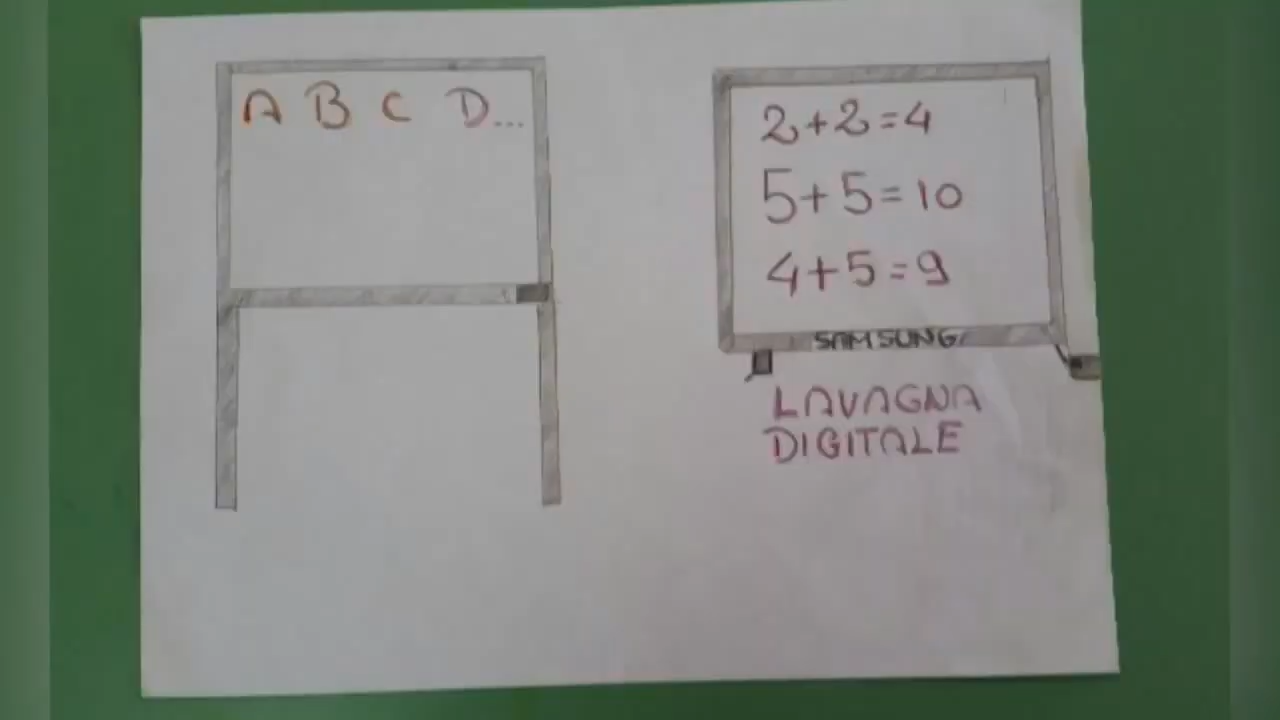 A B C D...
2+2=4
5+5=10
4+5=9
SAMSUNG
LAVAGNA
DIGITALE